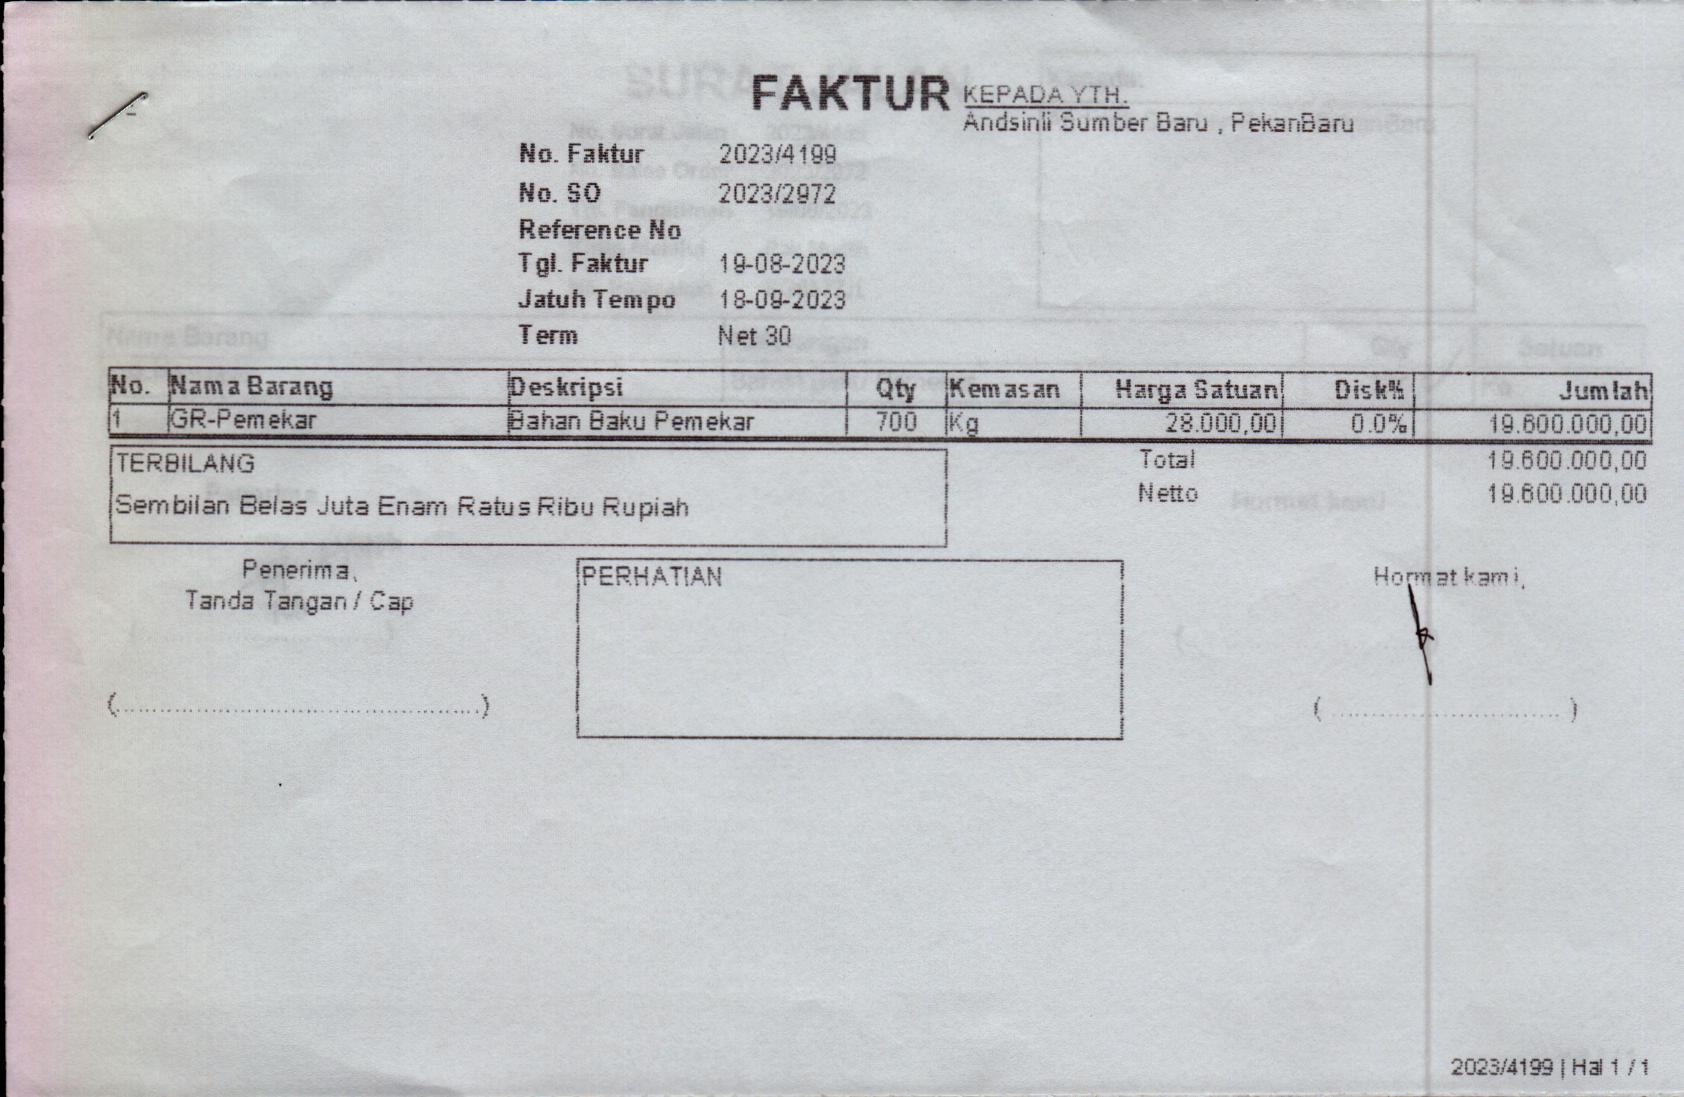 FAKTUR
KEPADA YTH.
Andsinli Sumber Baru , PekanBaru
No. Faktur 2023/4199
No. SO 2023/2972
Reference No
Tgl. Faktur 19-08-2023
Jatuh Tempo 18-09-2023
Term Net 30
No. Nama Barang Deskripsi Qty Kemasan Harga Satuan Disk% Jumlah
1 GR-Pemekar Bahan Baku Pemekar 700 Kg 28.000,00 0.0% 19.600.000,00
TERBILANG
Sembilan Belas Juta Enam Ratus Ribu Rupiah
Total 19.600.000,00
Netto 19.600.000,00
Penerima,
Tanda Tangan / Cap
(................................................)
PERHATIAN
Hormat kami,
( .............................. )
2023/4199 | Hal 1 / 1